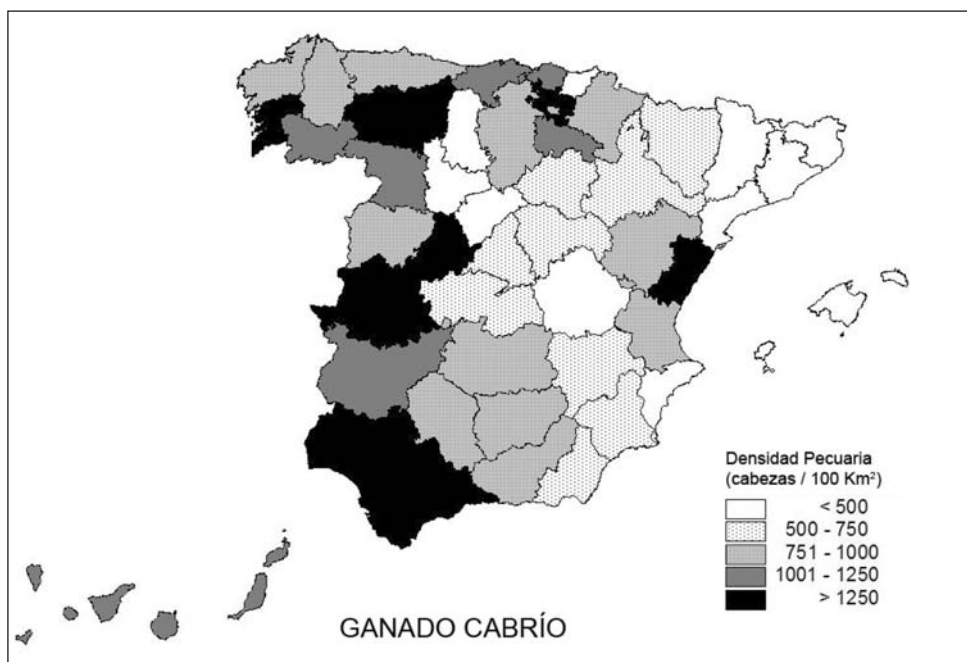 Densidad Pecuaria
(cabezas / 100 Km²)
< 500
500 - 750
751 - 1000
1001 - 1250
> 1250
GANADO CABRÍO